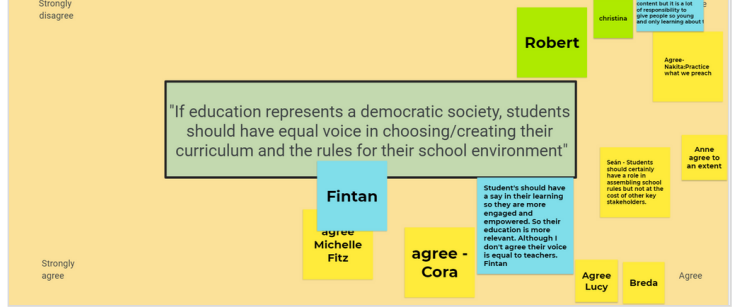 Strongly
disagree
content but it is a lot
of responsibility to
give people so young
and only learning about
christina
Robert
Agree-
Nakita:Practice
what we preach
"If education represents a democratic society, students
should have equal voice in choosing/creating their
curriculum and the rules for their school environment"
Anne
agree to
an extent
Seán - Students
should certainly
have a role in
assembling school
rules but not at the
cost of other key
stakeholders.
Fintan
agree
Michelle
Fitz
agree -
Cora
Student's should have
a say in their learning
so they are more
engaged and
empowered. So their
education is more
relevant. Although I
don't agree their voice
is equal to teachers.
Fintan
Strongly
agree
Agree
Lucy
Breda
Agree